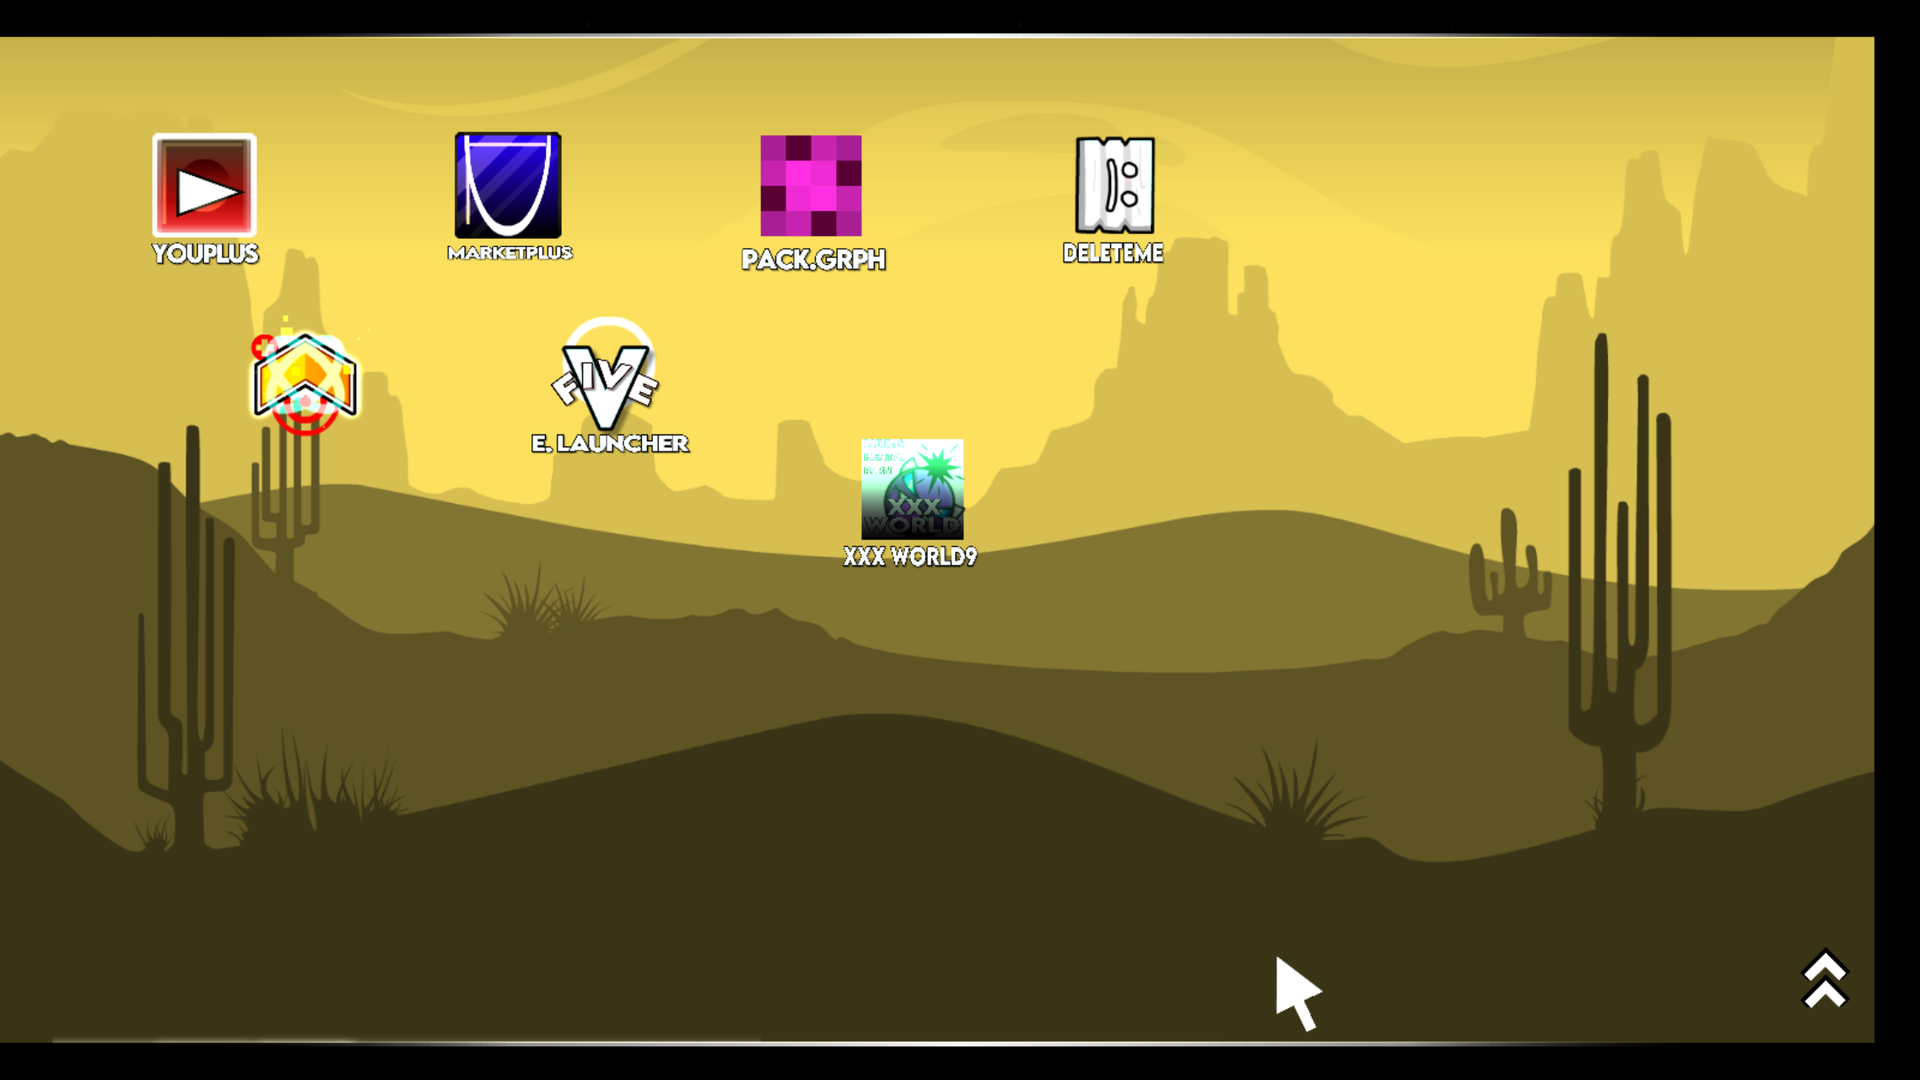 YOUPLUS
MARKETPLUS
PACK.GRPH
DELETEME
FIVE
E. LAUNCHER
XXX
WORLD
XXX WORLD9